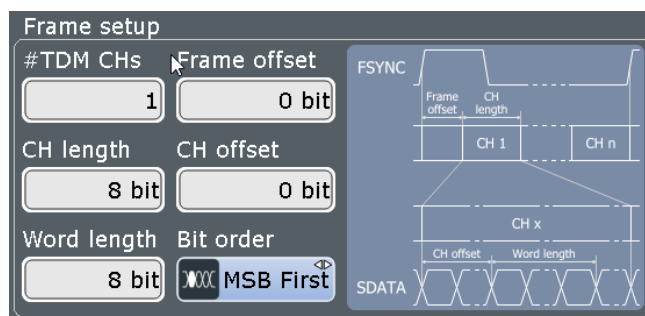 Frame setup
#TDM CHs
Frame offset
1
0 bit
CH length
CH offset
8 bit
0 bit
Word length
Bit order
8 bit
MSB First
FSYNC
Frame offset
CH length
CH 1
CH n
CH x
CH offset
Word length
SDATA